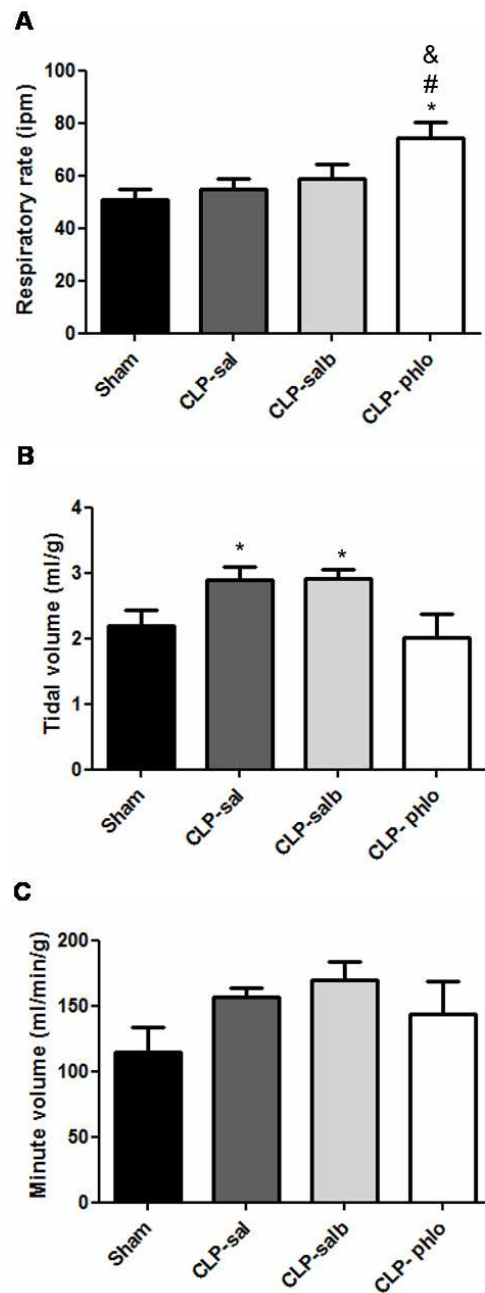 A
&
#
*
Respiratory rate (ipm)
100
80
60
40
20
0
Sham
CLP-sal
CLP-salb
CLP- phlo
B
Tidal volume (ml/g)
4
3
2
1
0
*
*
Sham
CLP-sal
CLP-salb
CLP- phlo
C
Minute volume (ml/min/g)
200
150
100
50
0
Sham
CLP-sal
CLP-salb
CLP- phlo